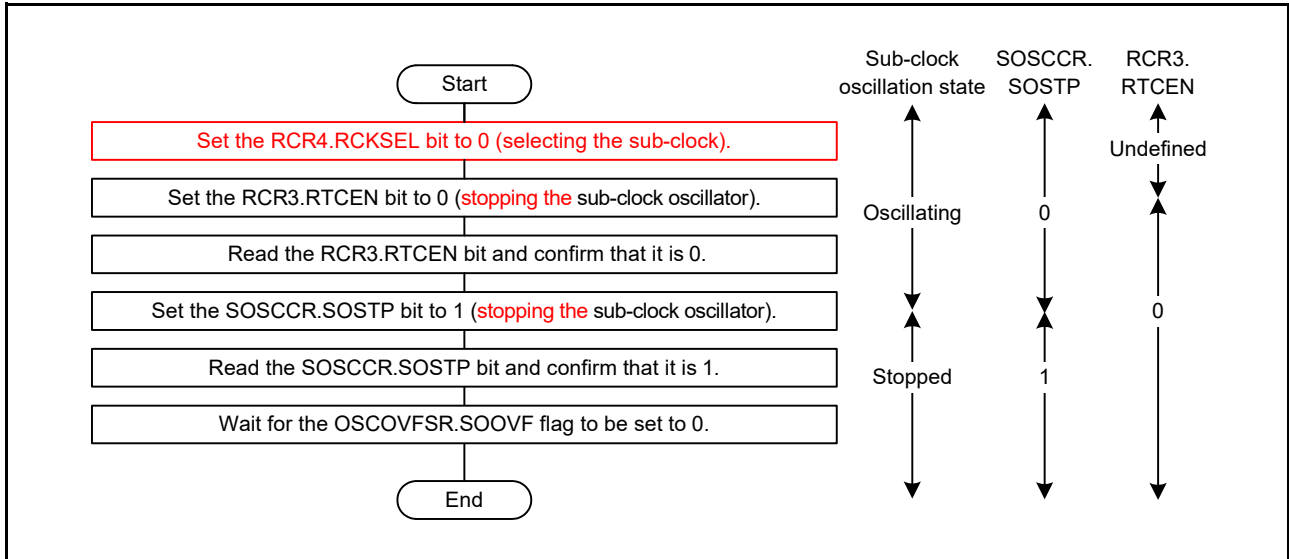 Start
Set the RCR4.RCKSEL bit to 0 (selecting the sub-clock).
Set the RCR3.RTCEN bit to 0 (stopping the sub-clock oscillator).
Read the RCR3.RTCEN bit and confirm that it is 0.
Set the SOSCCR.SOSTP bit to 1 (stopping the sub-clock oscillator).
Read the SOSCCR.SOSTP bit and confirm that it is 1.
Wait for the OSCOVFSR.SOOVF flag to be set to 0.
End
Sub-clock
oscillation state
Oscillating
Stopped
SOSCCR.
SOSTP
0
1
RCR3.
RTCEN
Undefined
0